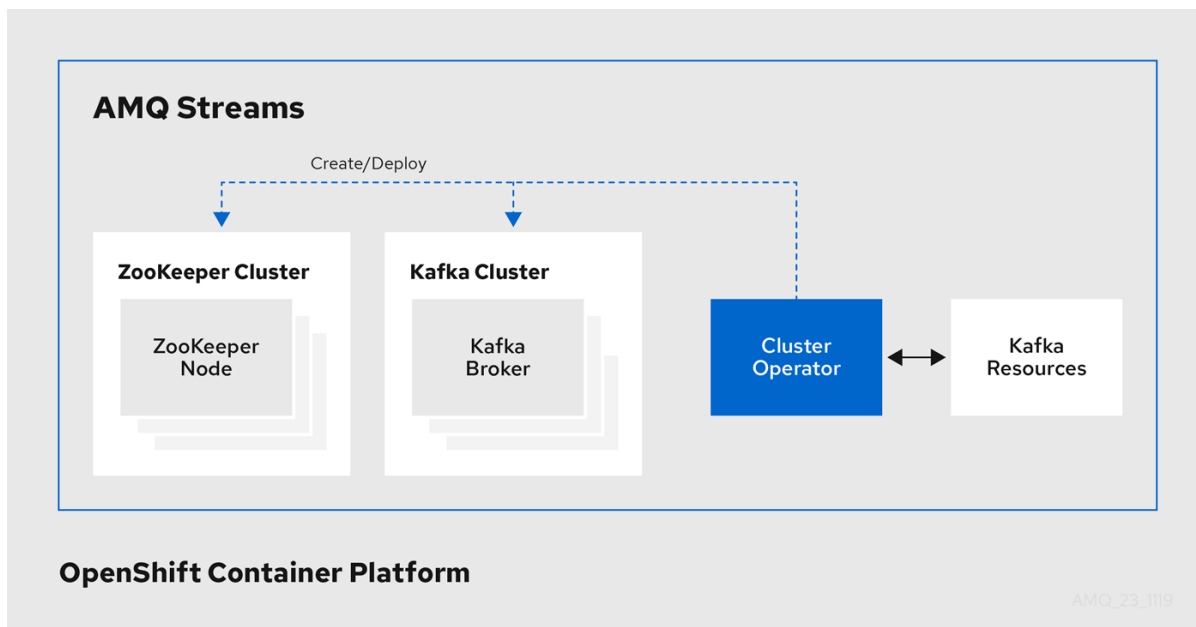 AMQ Streams
Create/Deploy
ZooKeeper Cluster
ZooKeeper
Node
Kafka Cluster
Kafka
Broker
Cluster
Operator
Kafka
Resources
OpenShift Container Platform
AMQ_23_1119